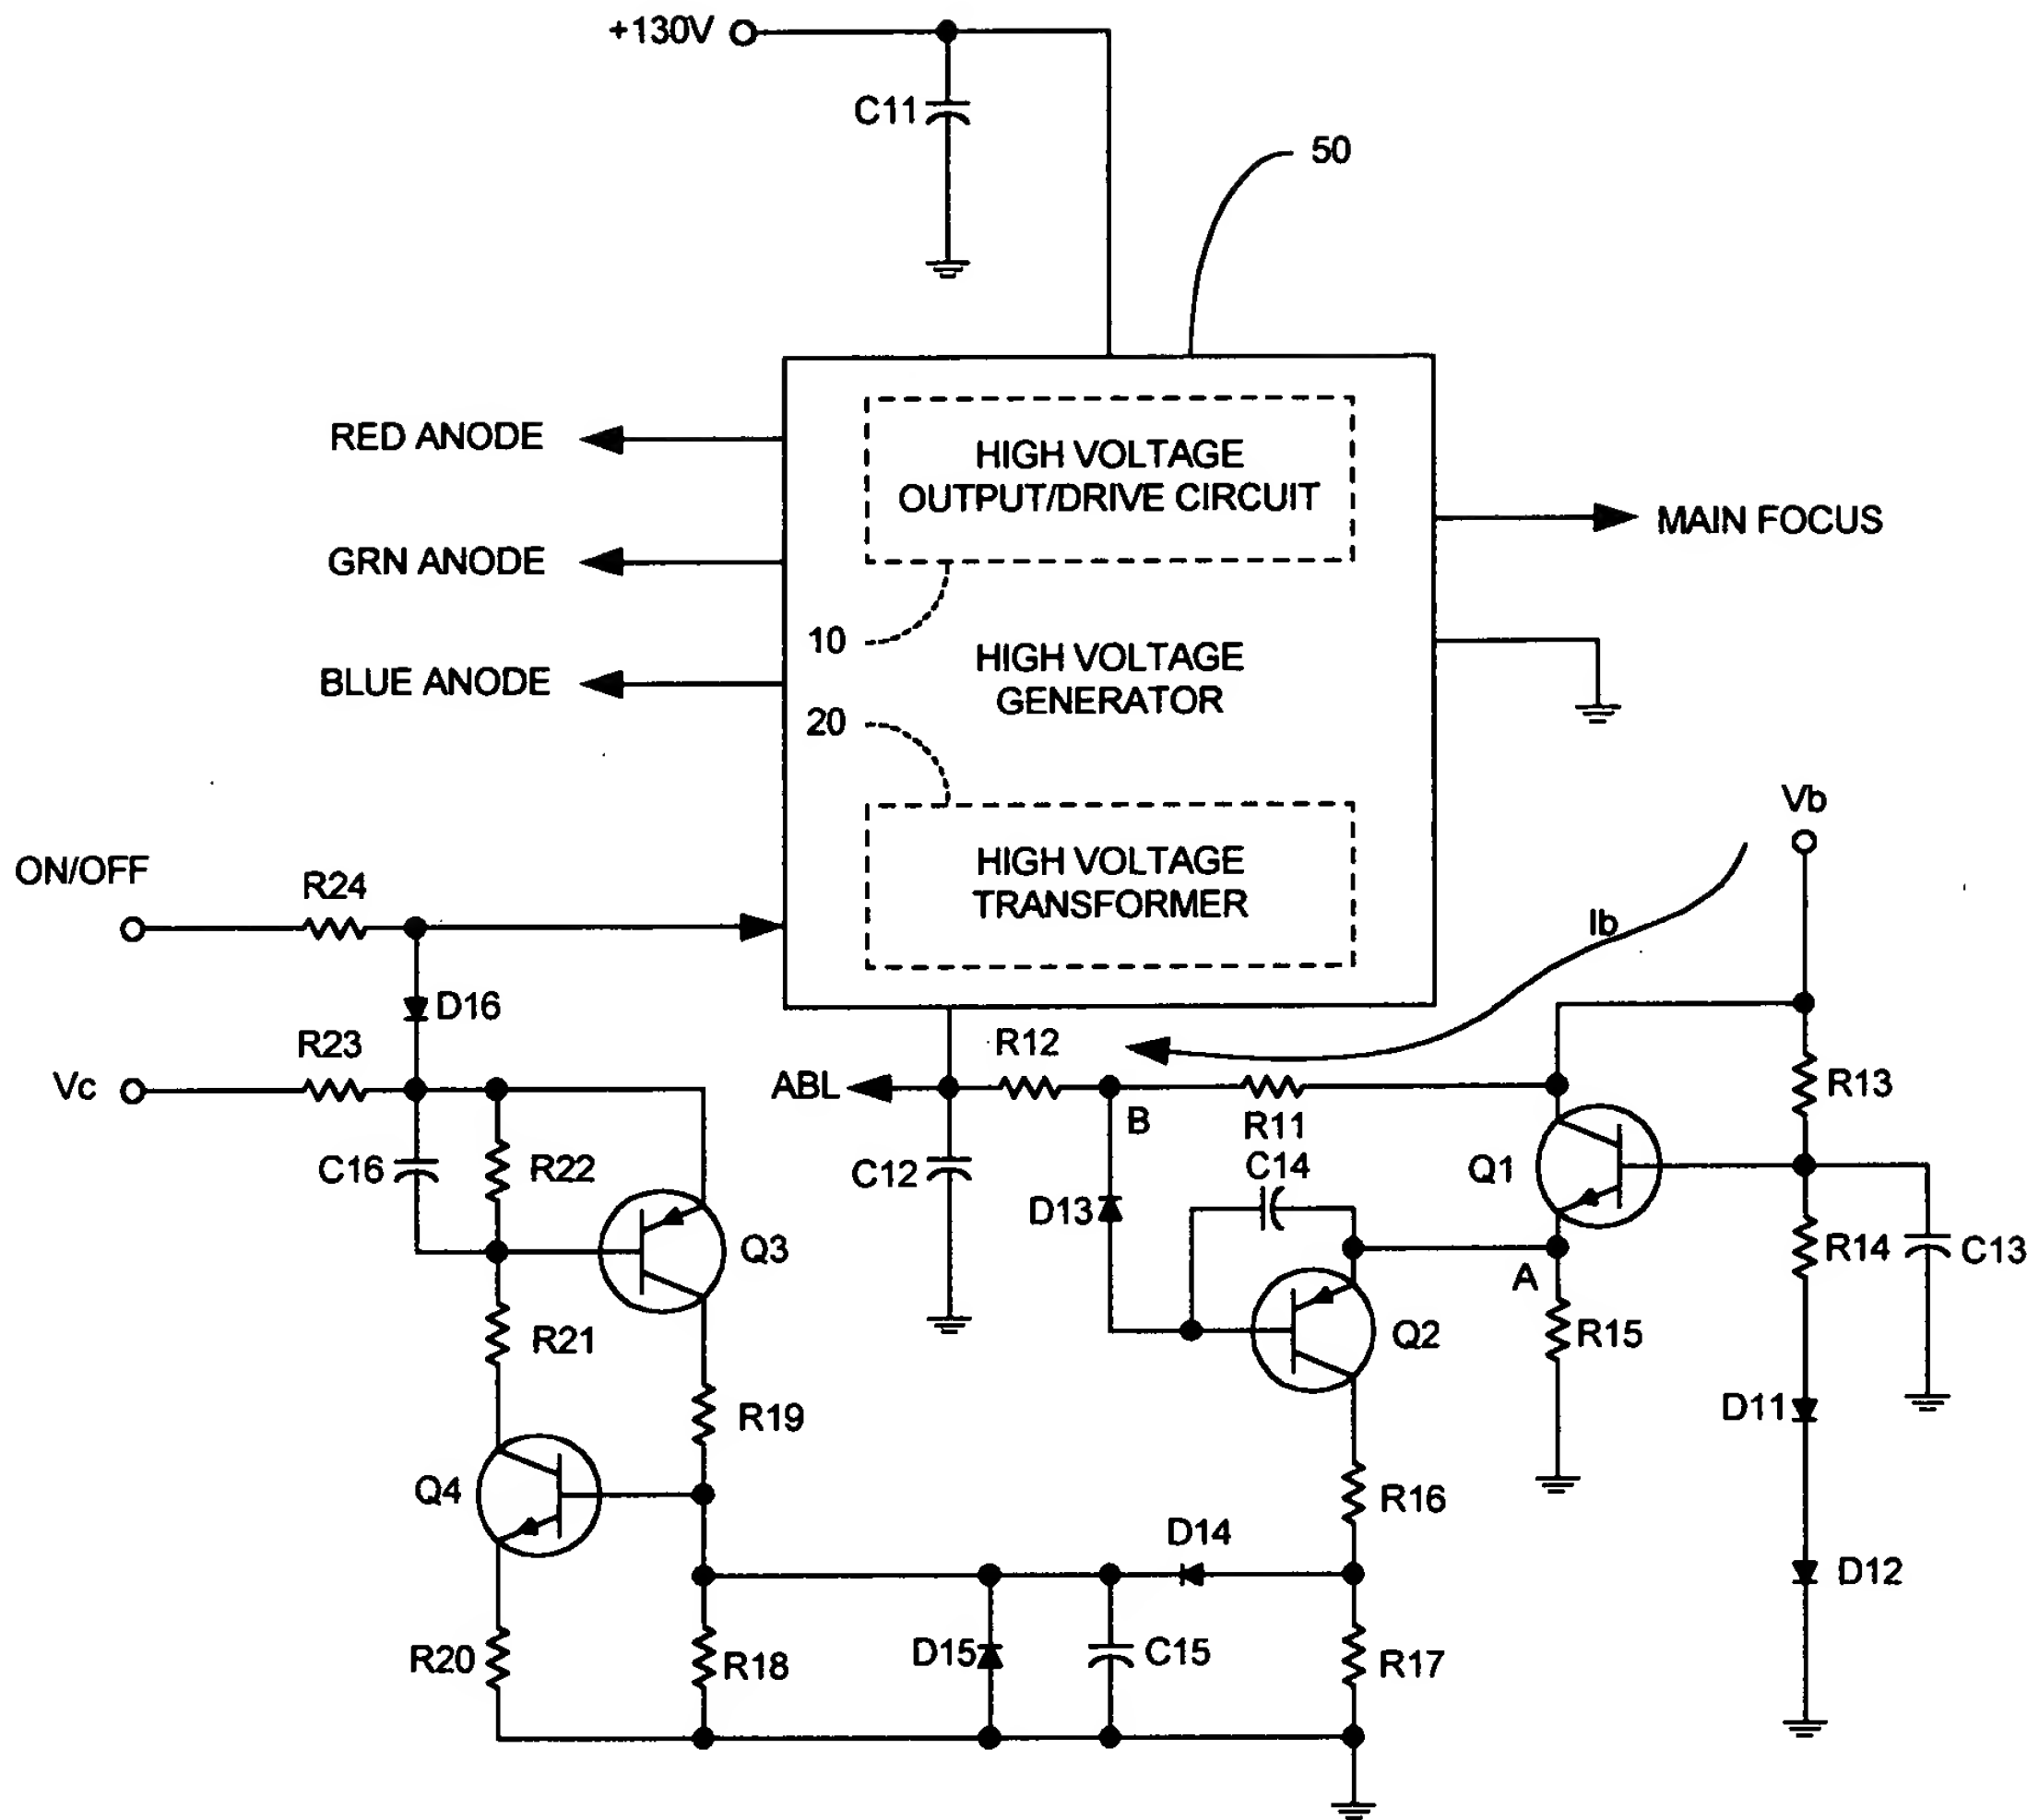 +130V
C11
50
RED ANODE
HIGH VOLTAGE
OUTPUT/DRIVE CIRCUIT
MAIN FOCUS
GRN ANODE
10
HIGH VOLTAGE
GENERATOR
BLUE ANODE
20
Vb
ON/OFF
R24
HIGH VOLTAGE
TRANSFORMER
Ib
D16
R23
R12
Vc
ABL
B
R11
R13
C16
R22
C12
C14
Q1
D13
Q3
A
R14
C13
R21
Q2
R15
R19
D11
Q4
R16
D14
D12
R20
R18
D15
C15
R17